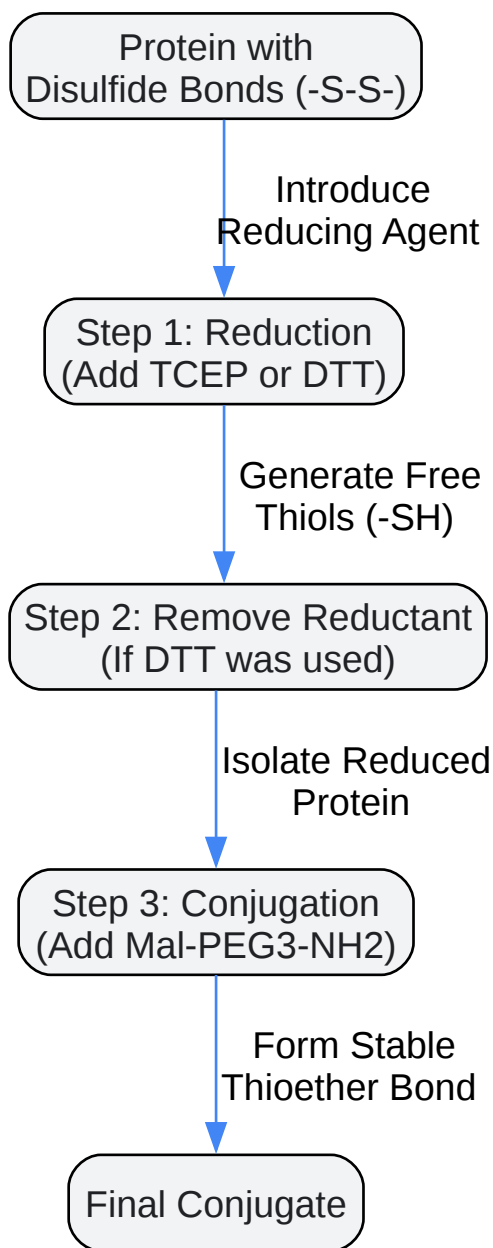 Protein with
Disulfide Bonds (-S-S-)
Introduce
Reducing Agent
Step 1: Reduction
(Add TCEP or DTT)
Generate Free
Thiols (-SH)
Step 2: Remove Reductant
(If DTT was used)
Isolate Reduced
Protein
Step 3: Conjugation
(Add Mal-PEG3-NH2)
Form Stable
Thioether Bond
Final Conjugate